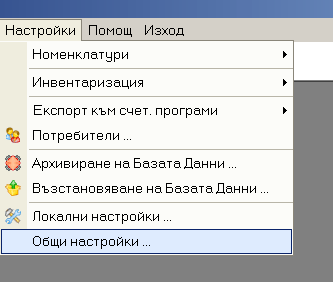 Настройки Помощ Изход
Номенклатури
Инвентаризация
Експорт към счет. програми
Потребители ...
Архивиране на Базата Данни ...
Възстановяване на Базата Данни ...
Локални настройки ...
Общи настройки ...